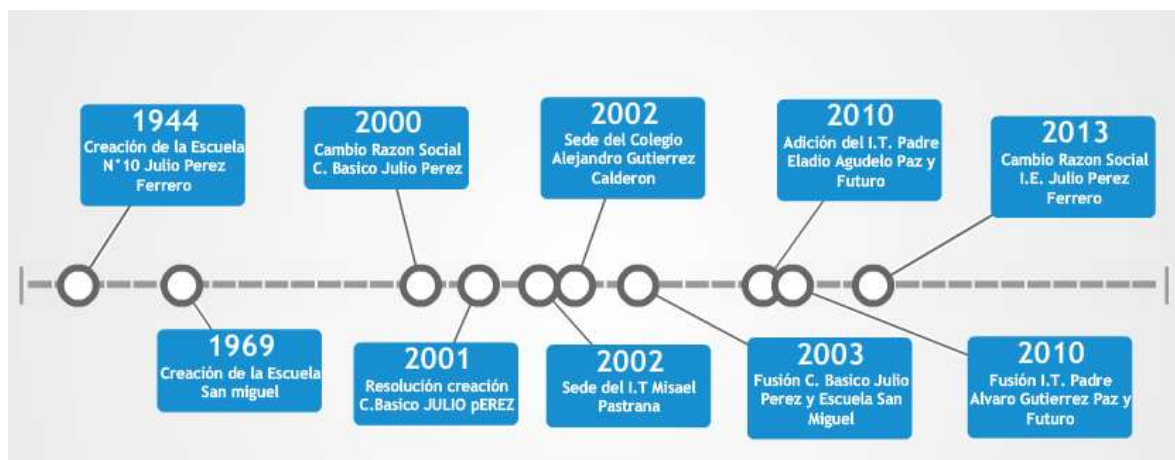 1944
Creación de la Escuela
N°10 Julio Perez
Ferrero
2000
Cambio Razon Social
C. Basico Julio Perez
2002
Sede del Colegio
Alejandro Gutierrez
Calderon
2010
Adición del I.T. Padre
Eladio Agudelo Paz y
Futuro
2013
Cambio Razon Social
I.E. Julio Perez
Ferrero
1969
Creación de la Escuela
San miguel
2001
Resolución creación
C.Basico JULIO pEREZ
2002
Sede del I.T Misael
Pastrana
2003
Fusión C. Basico Julio
Perez y Escuela San
Miguel
2010
Fusión I.T. Padre
Alvaro Gutierrez Paz y
Futuro